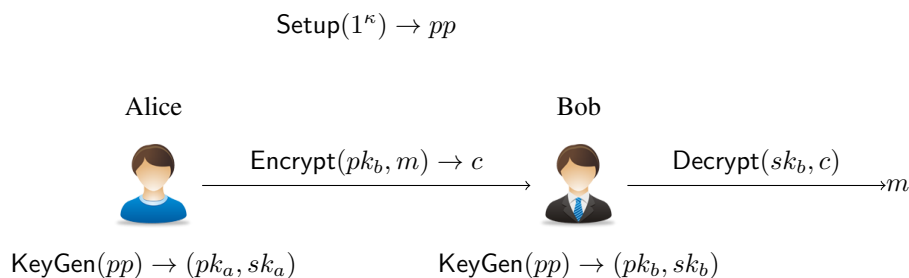 Setup(1^κ) → pp
Alice
Bob
Encrypt(pk_b, m) → c
Decrypt(sk_b, c)
m
KeyGen(pp) → (pk_a, sk_a)
KeyGen(pp) → (pk_b, sk_b)